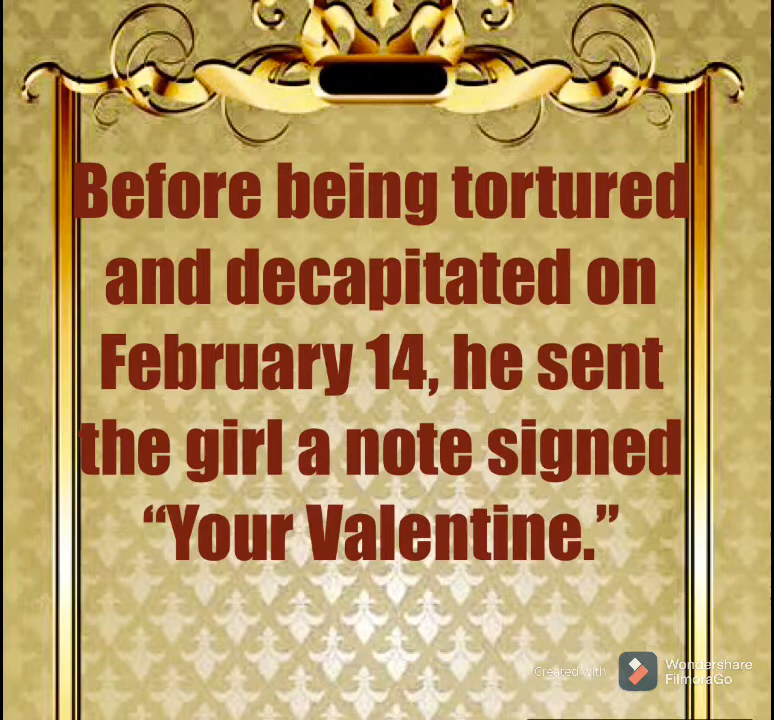 Before being tortured
and decapitated on
February 14, he sent
the girl a note signed
“Your Valentine.”
Created with
Wondershare
FilmoraGo